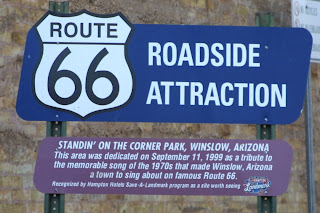 ROUTE
66
ROADSIDE
ATTRACTION
STANDIN' ON THE CORNER PARK, WINSLOW, ARIZONA
This area was dedicated on September 11, 1999 as a tribute to
the memorable song of the 1970s that made Winslow, Arizona
a town to sing about on famous Route 66.
Recognized by Hampton Hotels Save-A-Landmark program as a site worth seeing
Landmark